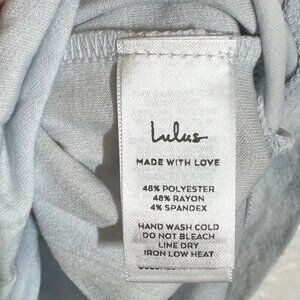 Lulus
MADE WITH LOVE
48% POLYESTER
48% RAYON
4% SPANDEX
HAND WASH COLD
DO NOT BLEACH
LINE DRY
IRON LOW HEAT